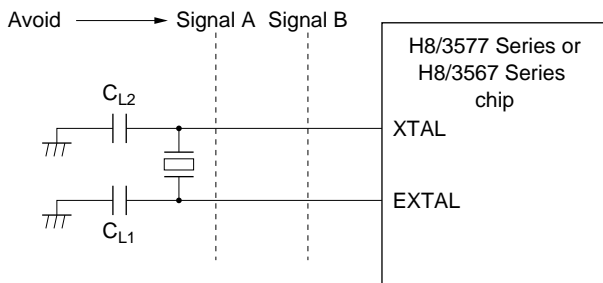 Avoid Signal A Signal B
H8/3577 Series or
H8/3567 Series
chip
CL2
XTAL
EXTAL
CL1